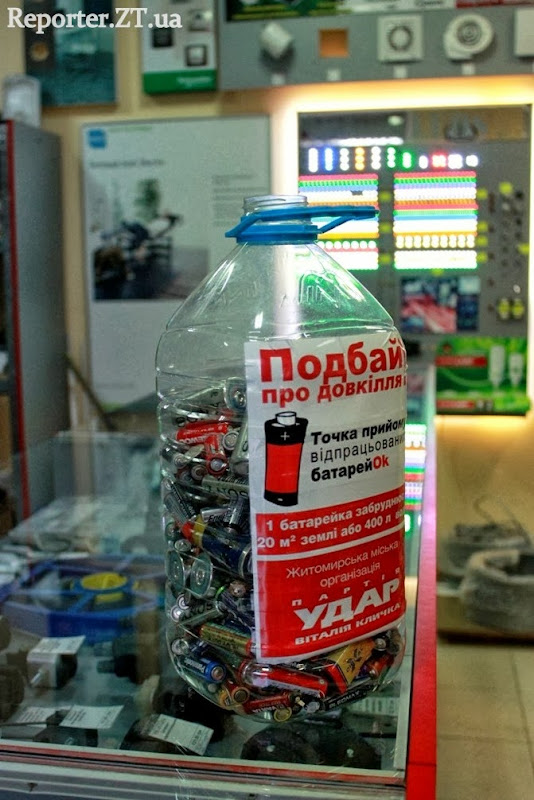 Reporter.ZT.ua
Подбай
про довкілля
Точка прийому
відпрацьованих
батарейOk
1 батарейка забруднює
20 м² землі або 400 л
Житомирська міська
організація
ПАРТІЯ
УДАР
ВІТАЛІЯ КЛИЧКА